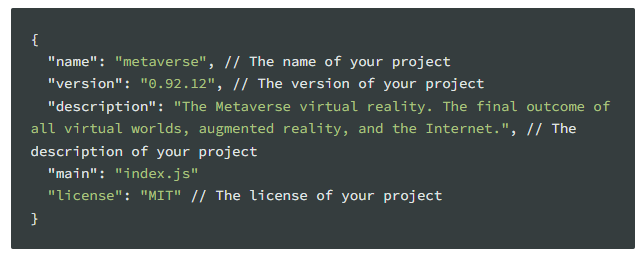 {
"name": "metaverse", // The name of your project
"version": "0.92.12", // The version of your project
"description": "The Metaverse virtual reality. The final outcome of
all virtual worlds, augmented reality, and the Internet.", // The
description of your project
"main": "index.js"
"license": "MIT" // The license of your project
}